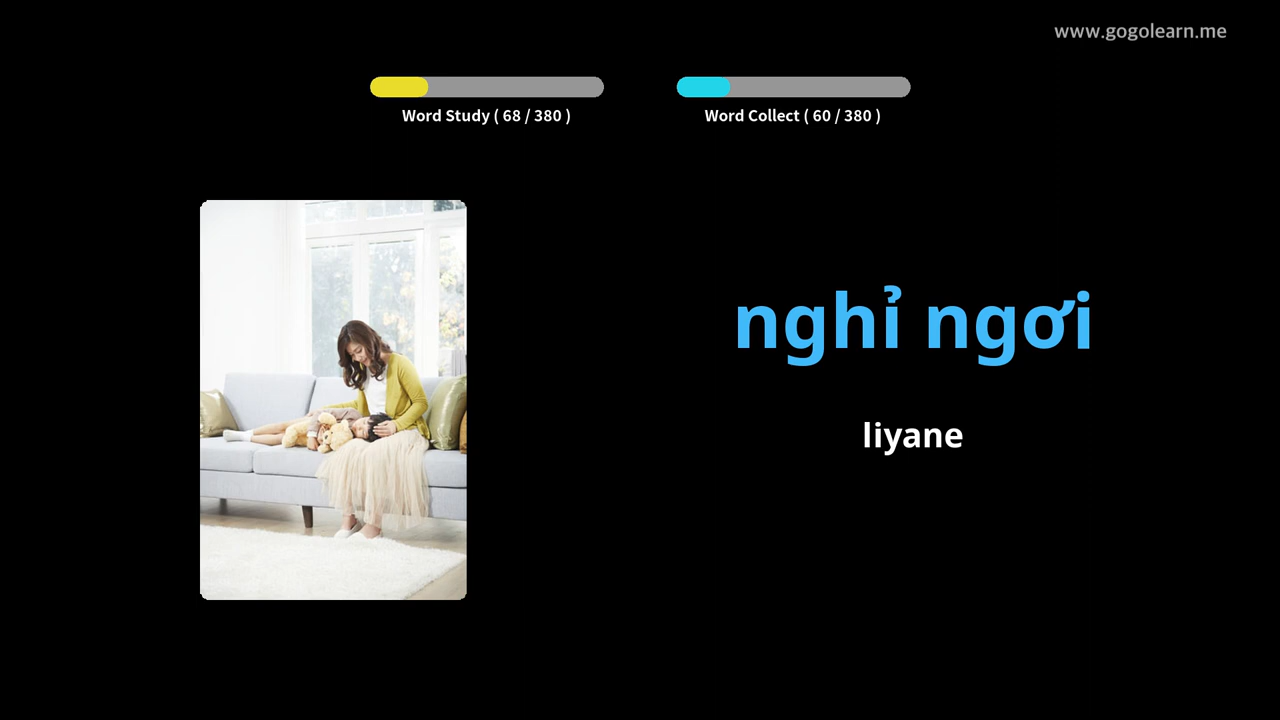 www.gogolearn.me
Word Study ( 68 / 380 )
Word Collect ( 60 / 380 )
nghỉ ngơi
liyane